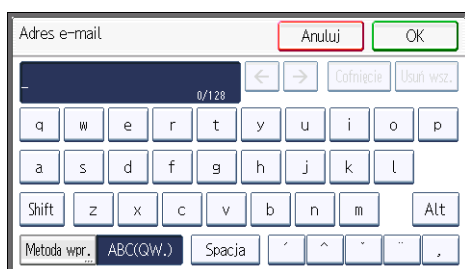 Adres e-mail Anuluj OK
_ 0/128 ← → Cofnięcie Usuń wsz.
q w e r t y u i o p
a s d f g h j k l
Shift z x c v b n m Alt
Metoda wpr. ABC(QW.) Spacja ´ ^ ˇ ¨ ,